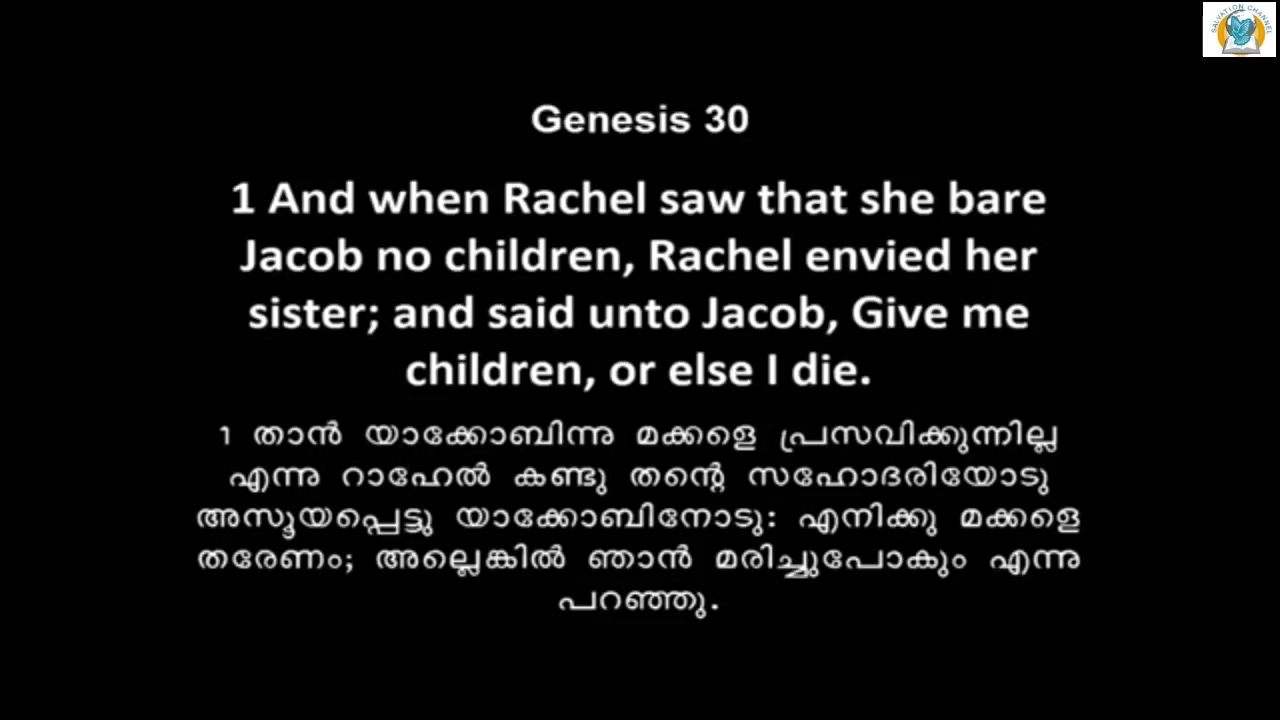 SALVATION CHANNEL
Genesis 30
1 And when Rachel saw that she bare
Jacob no children, Rachel envied her
sister; and said unto Jacob, Give me
children, or else I die.
1 താൻ യാക്കോബിന്നു മക്കളെ പ്രസവിക്കുന്നില്ല
എന്നു റാഹേൽ കണ്ടു തന്റെ സഹോദരിയോടു
അസൂയപ്പെട്ടു യാക്കോബിനോടു: എനിക്കു മക്കളെ
തരേണം; അല്ലെങ്കിൽ ഞാൻ മരിച്ചുപോകും എന്നു
പറഞ്ഞു.